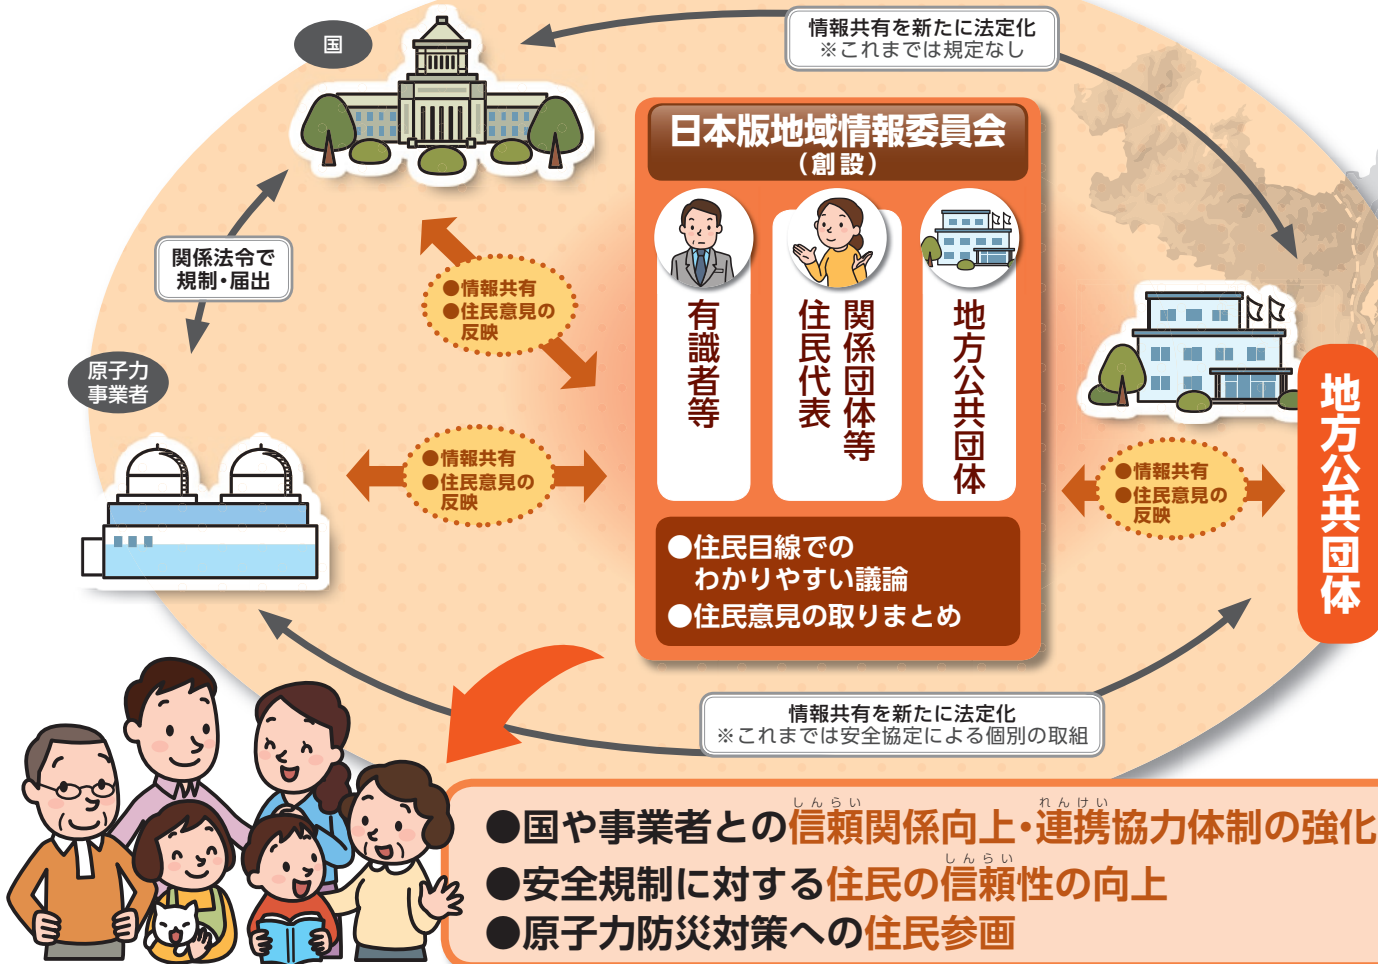 国
情報共有を新たに法定化
※これまでは規定なし
日本版地域情報委員会
（創設）
関係法令で
規制・届出
●情報共有
●住民意見の
反映
有識者等
関係団体等
住民代表
地方公共団体
原子力
事業者
●情報共有
●住民意見の
反映
●情報共有
●住民意見の
反映
地方公共団体
●住民目線での
わかりやすい議論
●住民意見の取りまとめ
情報共有を新たに法定化
※これまでは安全協定による個別の取組
しんらい
れんけい
●国や事業者との信頼関係向上・連携協力体制の強化
しんらい
●安全規制に対する住民の信頼性の向上
●原子力防災対策への住民参画